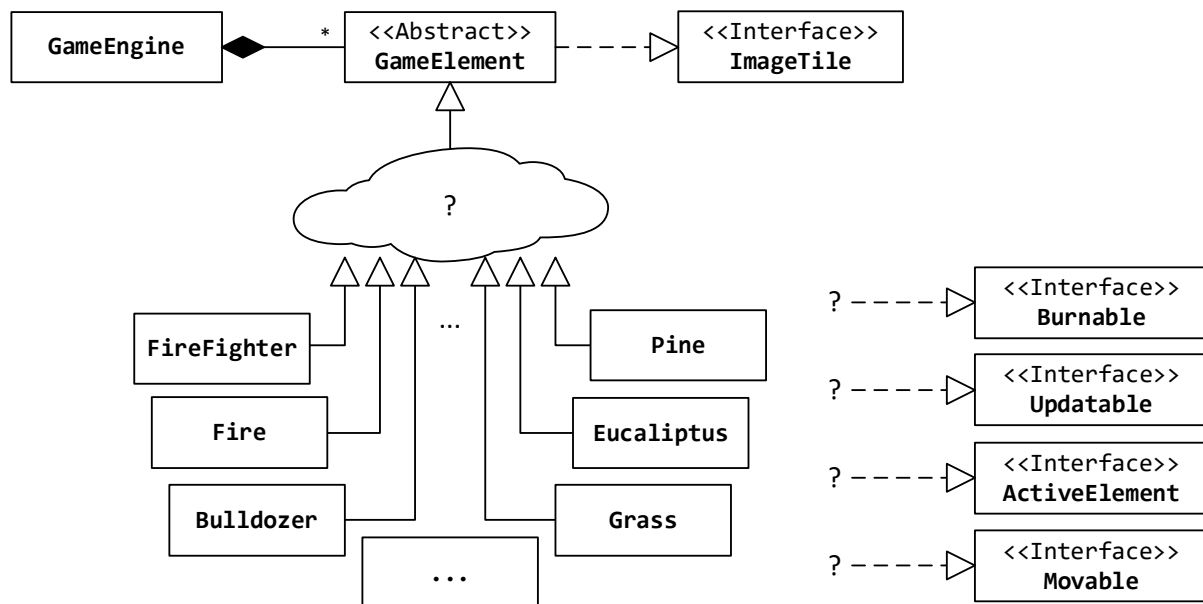 GameEngine
*
<<Abstract>>
GameElement
<<Interface>>
ImageTile
?
FireFighter
...
Pine
Fire
Eucaliptus
Bulldozer
Grass
...
? <<Interface>>
Burnable
? <<Interface>>
Updatable
? <<Interface>>
ActiveElement
? <<Interface>>
Movable